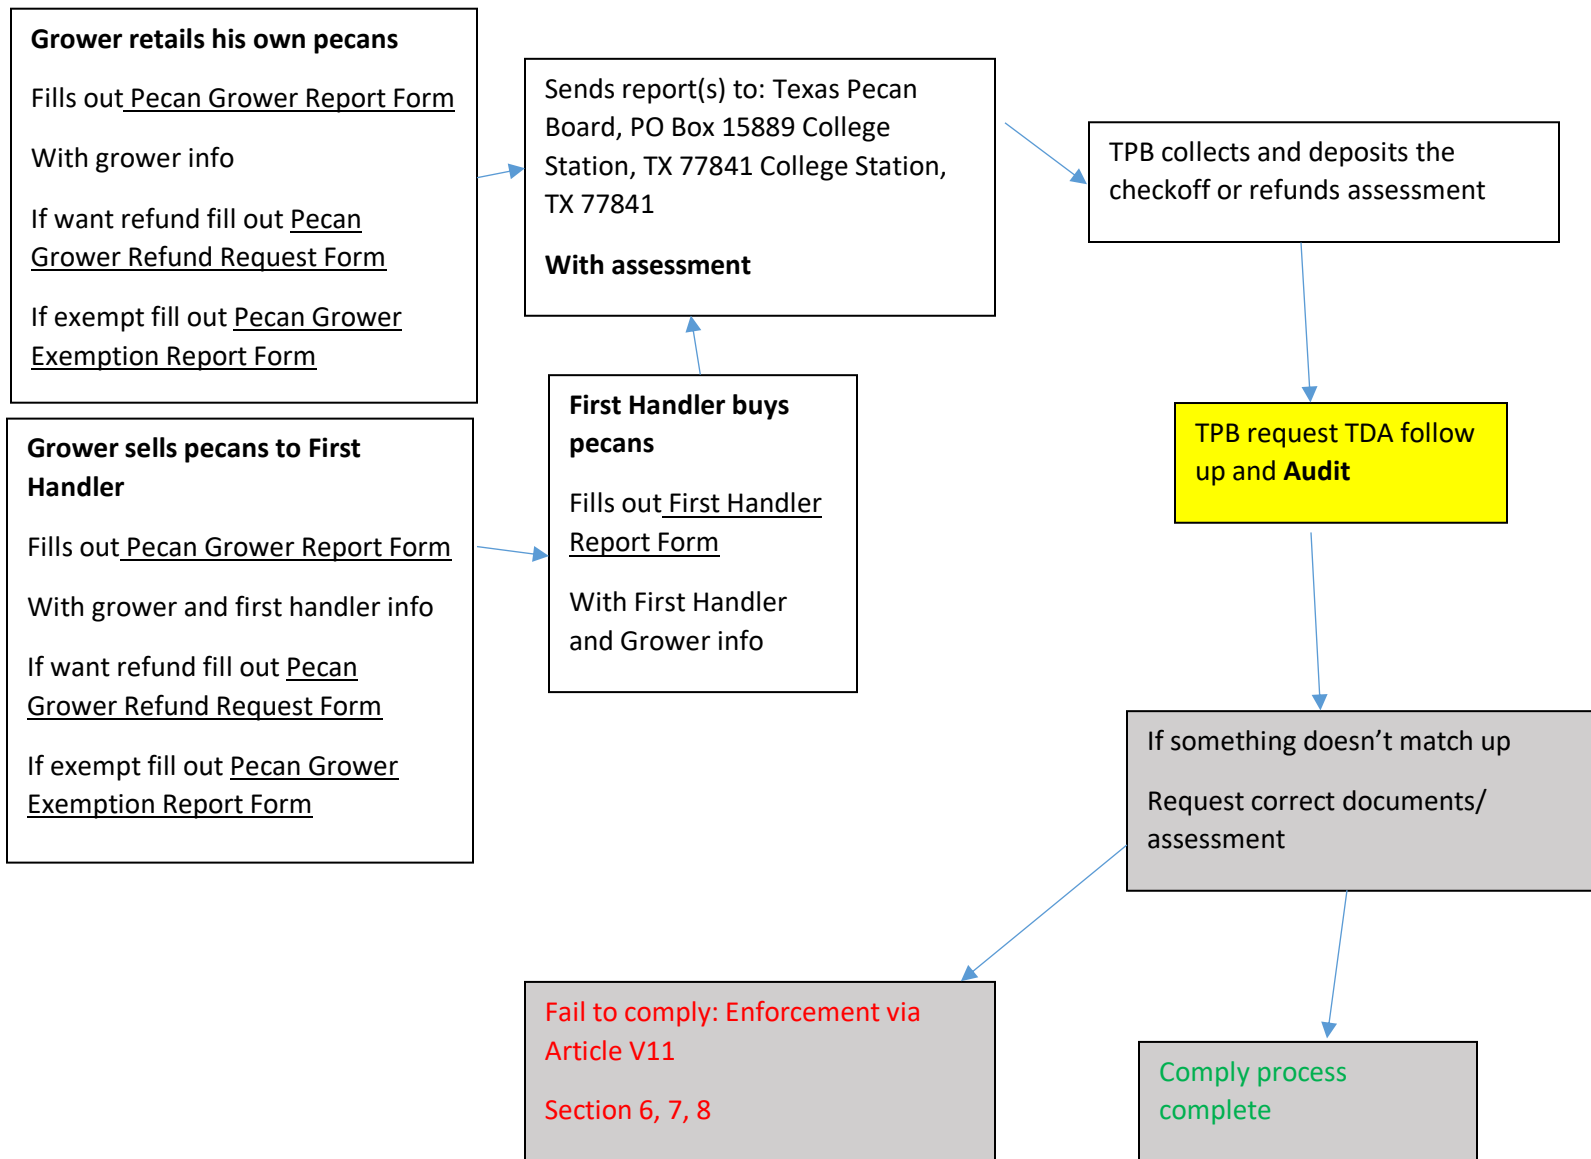 Grower retails his own pecans
Fills out Pecan Grower Report Form
With grower info
If want refund fill out Pecan
Grower Refund Request Form
If exempt fill out Pecan Grower
Exemption Report Form
Sends report(s) to: Texas Pecan
Board, PO Box 15889 College
Station, TX 77841 College Station,
TX 77841
With assessment
TPB collects and deposits the
checkoff or refunds assessment
Grower sells pecans to First
Handler
Fills out Pecan Grower Report Form
With grower and first handler info
If want refund fill out Pecan
Grower Refund Request Form
If exempt fill out Pecan Grower
Exemption Report Form
First Handler buys
pecans
Fills out First Handler
Report Form
With First Handler
and Grower info
TPB request TDA follow
up and Audit
If something doesn’t match up
Request correct documents/
assessment
Fail to comply: Enforcement via
Article V11
Section 6, 7, 8
Comply process
complete